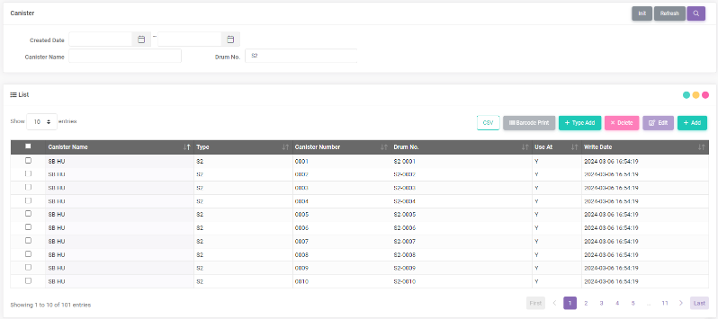 Canister
Init Refresh
Created Date ~
Canister Name Drum No. S2
List
Show 10 entries CSV Barcode Print + Type Add × Delete Edit + Add
Canister Name Type Canister Number Drum No. Use At Write Date
SB HU S2 0001 S2-0001 Y 2024-03-06 16:54:19
SB HU S2 0002 S2-0002 Y 2024-03-06 16:54:19
SB HU S2 0003 S2-0003 Y 2024-03-06 16:54:19
SB HU S2 0004 S2-0004 Y 2024-03-06 16:54:19
SB HU S2 0005 S2-0005 Y 2024-03-06 16:54:19
SB HU S2 0006 S2-0006 Y 2024-03-06 16:54:19
SB HU S2 0007 S2-0007 Y 2024-03-06 16:54:19
SB HU S2 0008 S2-0008 Y 2024-03-06 16:54:19
SB HU S2 0009 S2-0009 Y 2024-03-06 16:54:19
SB HU S2 0010 S2-0010 Y 2024-03-06 16:54:19
Showing 1 to 10 of 101 entries First 1 2 3 4 5 ... 11 Last